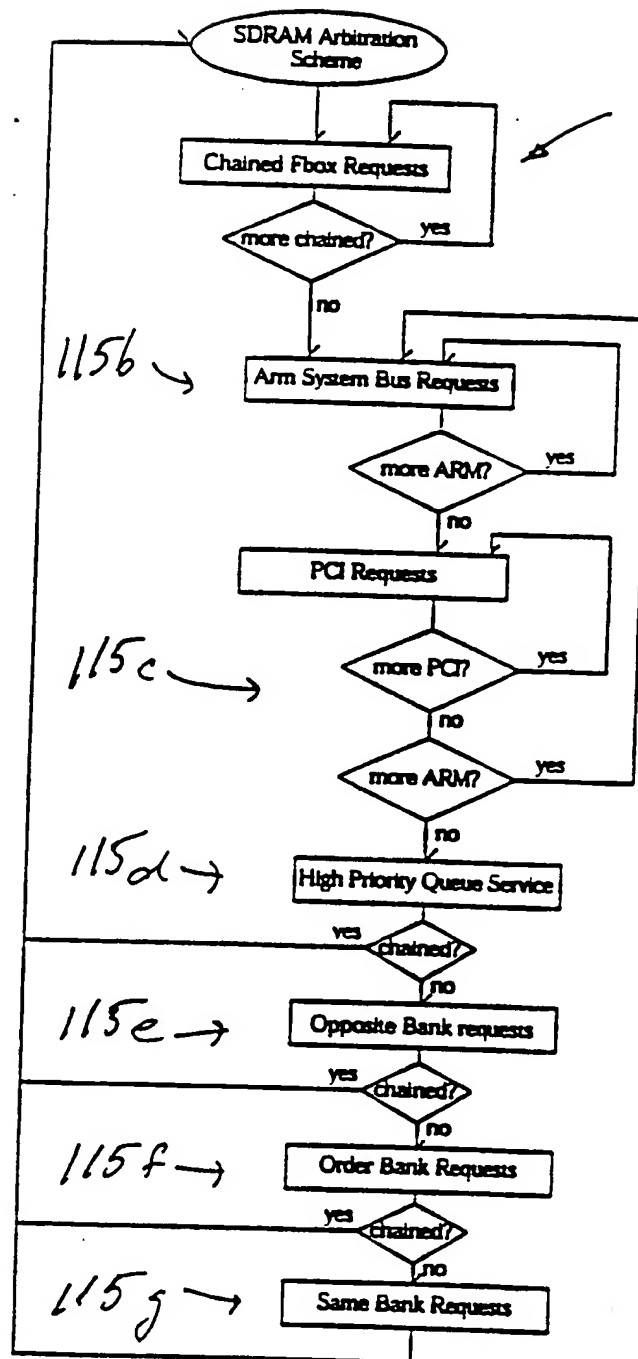 SDRAM Arbitration
Scheme
Chained Fbox Requests
more chained?
yes
no
115b
Arm System Bus Requests
more ARM?
yes
no
PCI Requests
115c
more PCI?
yes
no
more ARM?
yes
no
115d
High Priority Queue Service
yes
chained?
no
115e
Opposite Bank requests
yes
chained?
no
115f
Order Bank Requests
yes
Chained?
no
115g
Same Bank Requests